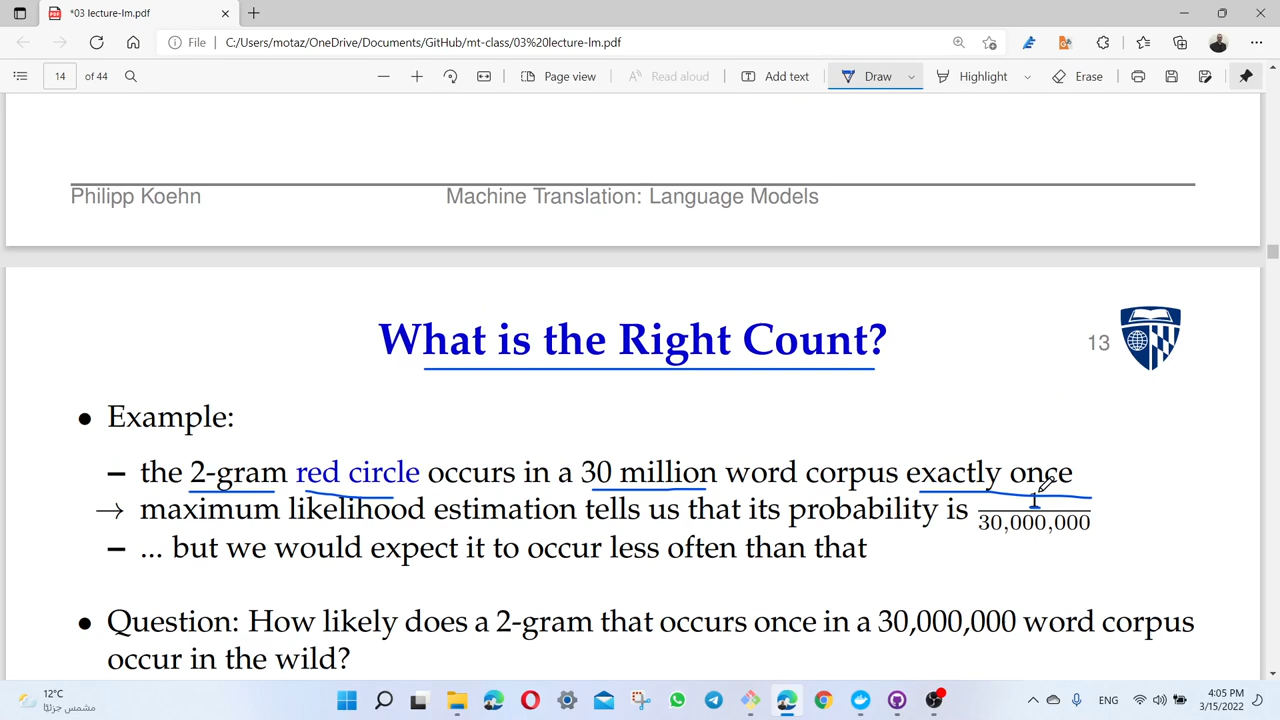 *03 lecture-lm.pdf
File C:/Users/motaz/OneDrive/Documents/GitHub/mt-class/03%20lecture-lm.pdf
14 of 44 Page view Read aloud Add text Draw Highlight Erase
Philipp Koehn Machine Translation: Language Models
What is the Right Count? 13
• Example:
– the 2-gram red circle occurs in a 30 million word corpus exactly once
→ maximum likelihood estimation tells us that its probability is 1/30,000,000
– ... but we would expect it to occur less often than that
• Question: How likely does a 2-gram that occurs once in a 30,000,000 word corpus
occur in the wild?
12°C
مشمس جزئيًا
ENG
4:05 PM
3/15/2022